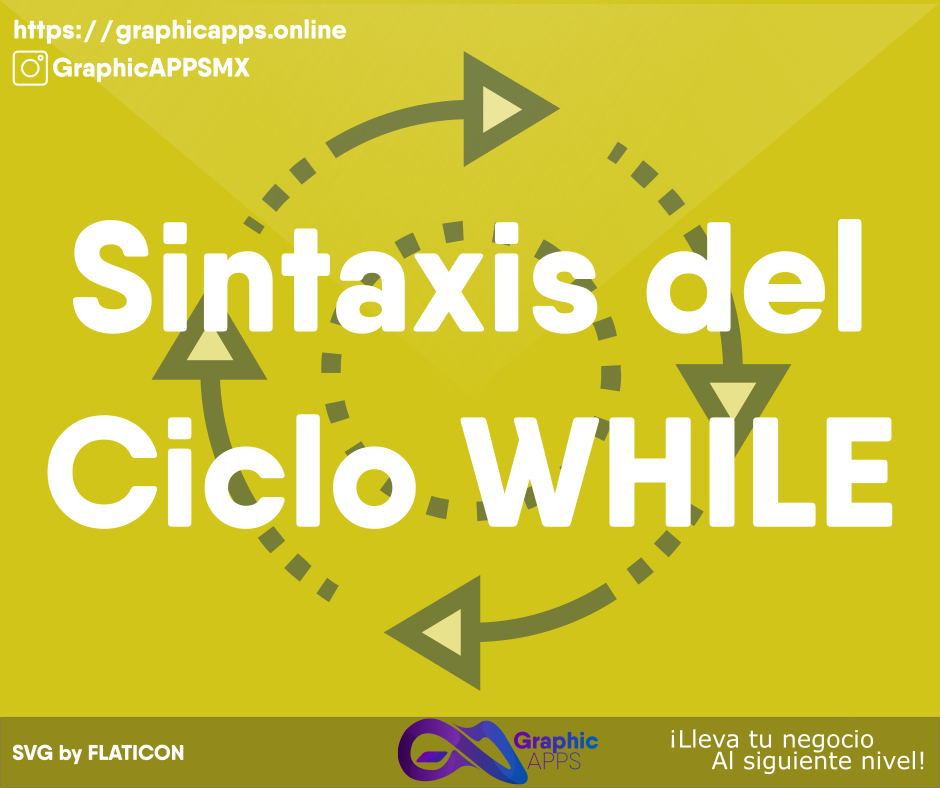 https://graphicapps.online
GraphicAPPSMX
Sintaxis del
Ciclo WHILE
SVG by FLATICON
Graphic
APPS
¡Lleva tu negocio
Al siguiente nivel!